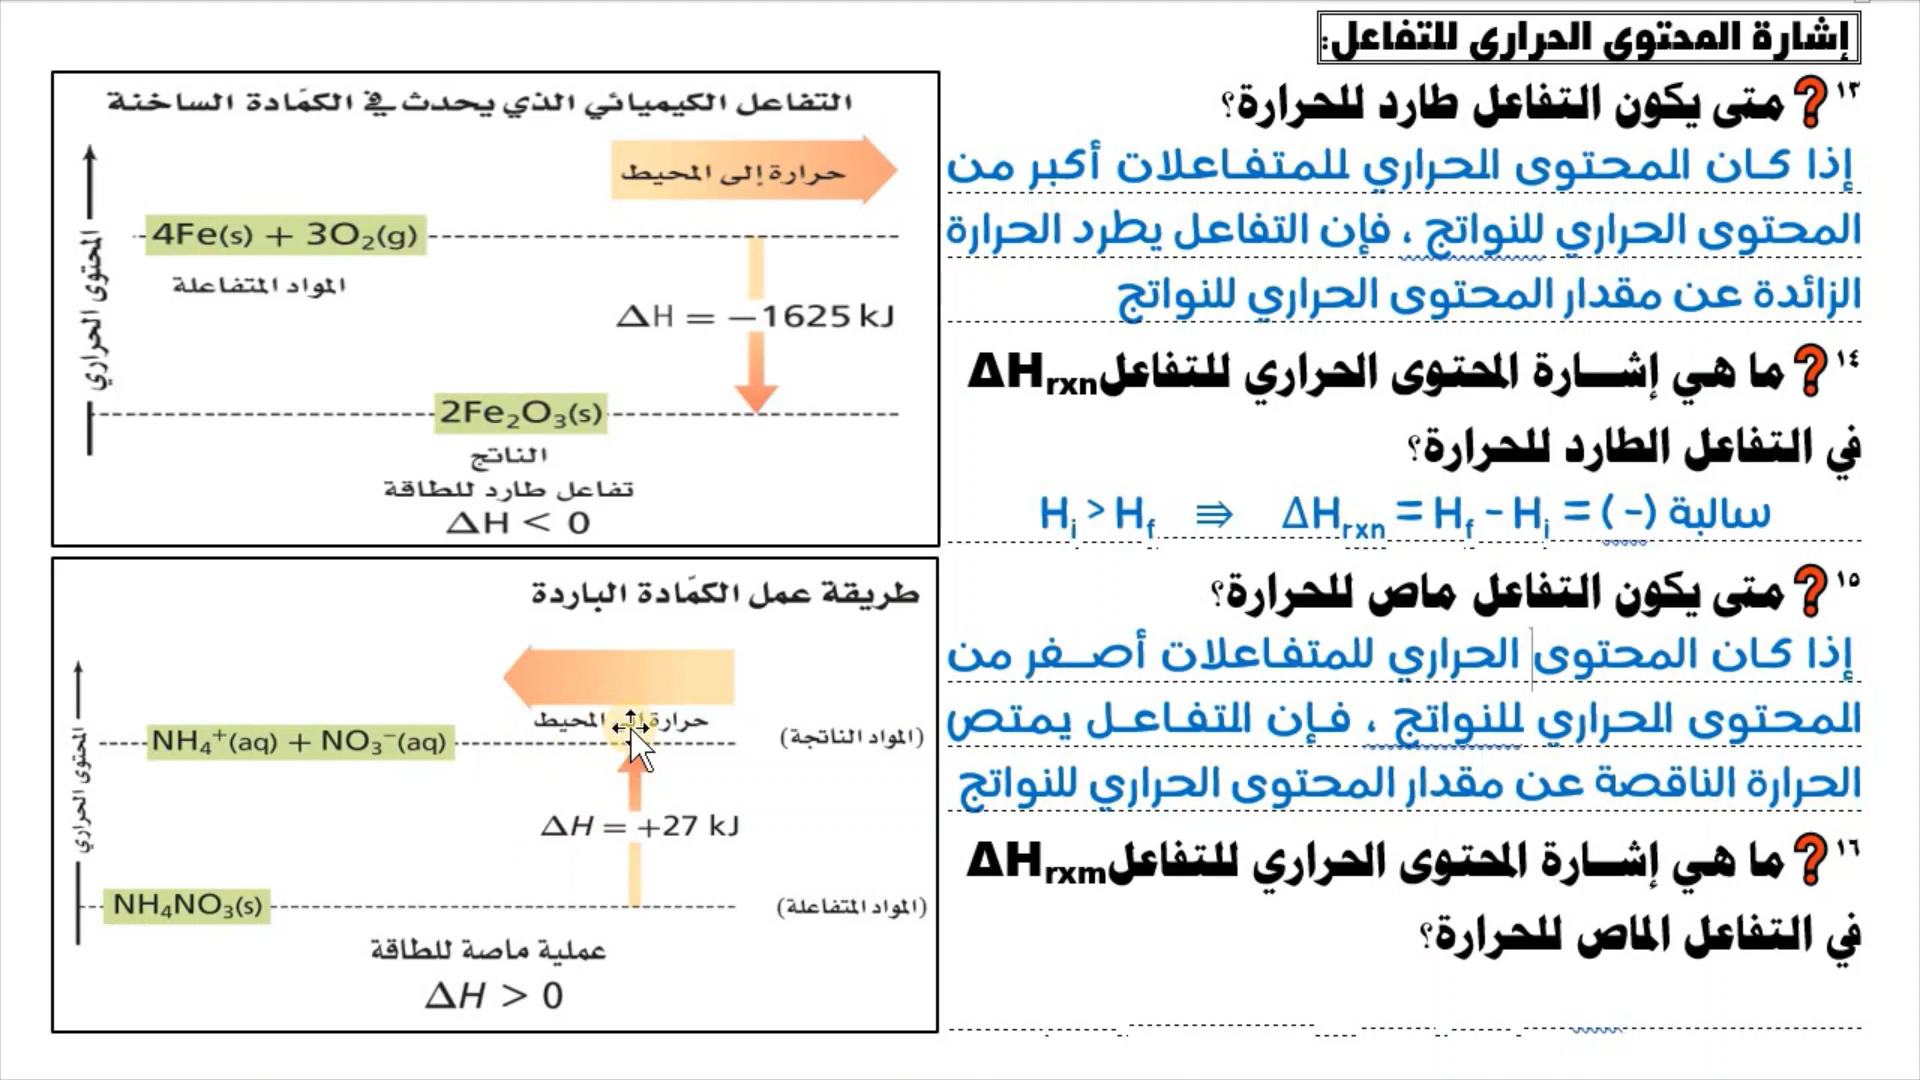 إشارة المحتوى الحراري للتفاعل:
١٣ متى يكون التفاعل طارد للحرارة؟
إذا كان المحتوى الحراري للمتفاعلات أكبر من
المحتوى الحراري للنواتج ، فإن التفاعل يطرد الحرارة
الزائدة عن مقدار المحتوى الحراري للنواتج
١٤ ما هي إشارة المحتوى الحراري للتفاعل ΔHrxn
في التفاعل الطارد للحرارة؟
Hi > Hf ⇛ ΔHrxn = Hf - Hi = (-) سالبة
١٥ متى يكون التفاعل ماص للحرارة؟
إذا كان المحتوى الحراري للمتفاعلات أصغر من
المحتوى الحراري للنواتج ، فإن التفاعل يمتص
الحرارة الناقصة عن مقدار المحتوى الحراري للنواتج
١٦ ما هي إشارة المحتوى الحراري للتفاعل ΔHrxm
في التفاعل الماص للحرارة؟
التفاعل الكيميائي الذي يحدث في الكمّادة الساخنة
حرارة إلى المحيط
المحتوى الحراري
4Fe(s) + 3O₂(g)
المواد المتفاعلة
ΔH = −1625 kJ
2Fe₂O₃(s)
الناتج
تفاعل طارد للطاقة
ΔH < 0
طريقة عمل الكمّادة الباردة
حرارة المحيط
المحتوى الحراري
NH₄⁺(aq) + NO₃⁻(aq)
(المواد الناتجة)
ΔH = +27 kJ
NH₄NO₃(s)
(المواد المتفاعلة)
عملية ماصة للطاقة
ΔH > 0